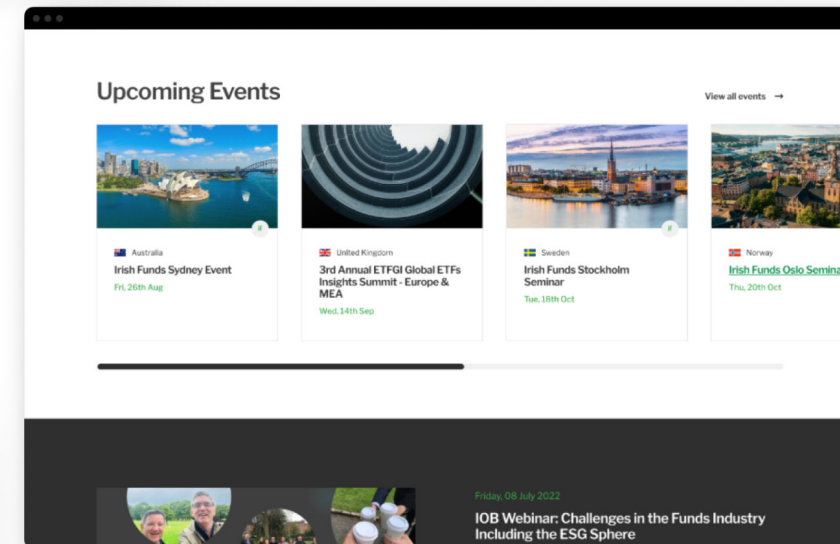 Upcoming Events
View all events →
Australia
Irish Funds Sydney Event
Fri, 26th Aug
United Kingdom
3rd Annual ETFGI Global ETFs
Insights Summit - Europe &
MEA
Wed, 14th Sep
Sweden
Irish Funds Stockholm
Seminar
Tue, 18th Oct
Norway
Irish Funds Oslo Semina
Thu, 20th Oct
if
if
Friday, 08 July 2022
IOB Webinar: Challenges in the Funds Industry
Including the ESG Sphere